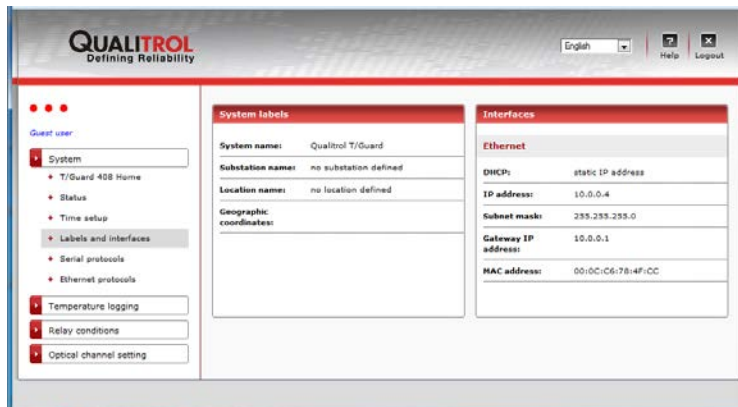 QUALITROL
Defining Reliability
English
Help
Logout
Guest user
System
T/Guard 408 Home
Status
Time setup
Labels and interfaces
Serial protocols
Ethernet protocols
Temperature logging
Relay conditions
Optical channel setting
System labels
System name: Qualitrol T/Guard
Substation name: no substation defined
Location name: no location defined
Geographic
coordinates:
Interfaces
Ethernet
DHCP: static IP address
IP address: 10.0.0.4
Subnet mask: 255.255.255.0
Gateway IP 10.0.0.1
address:
MAC address: 00:0C:C6:78:4F:CC